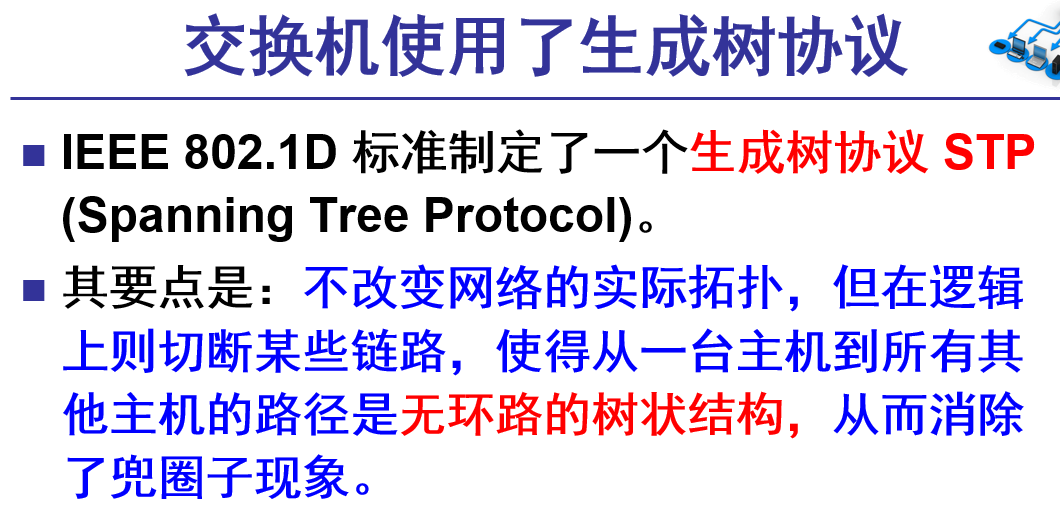 交换机使用了生成树协议
IEEE 802.1D 标准制定了一个生成树协议 STP
(Spanning Tree Protocol)。
其要点是：不改变网络的实际拓扑，但在逻辑
上则切断某些链路，使得从一台主机到所有其
他主机的路径是无环路的树状结构，从而消除
了兜圈子现象。